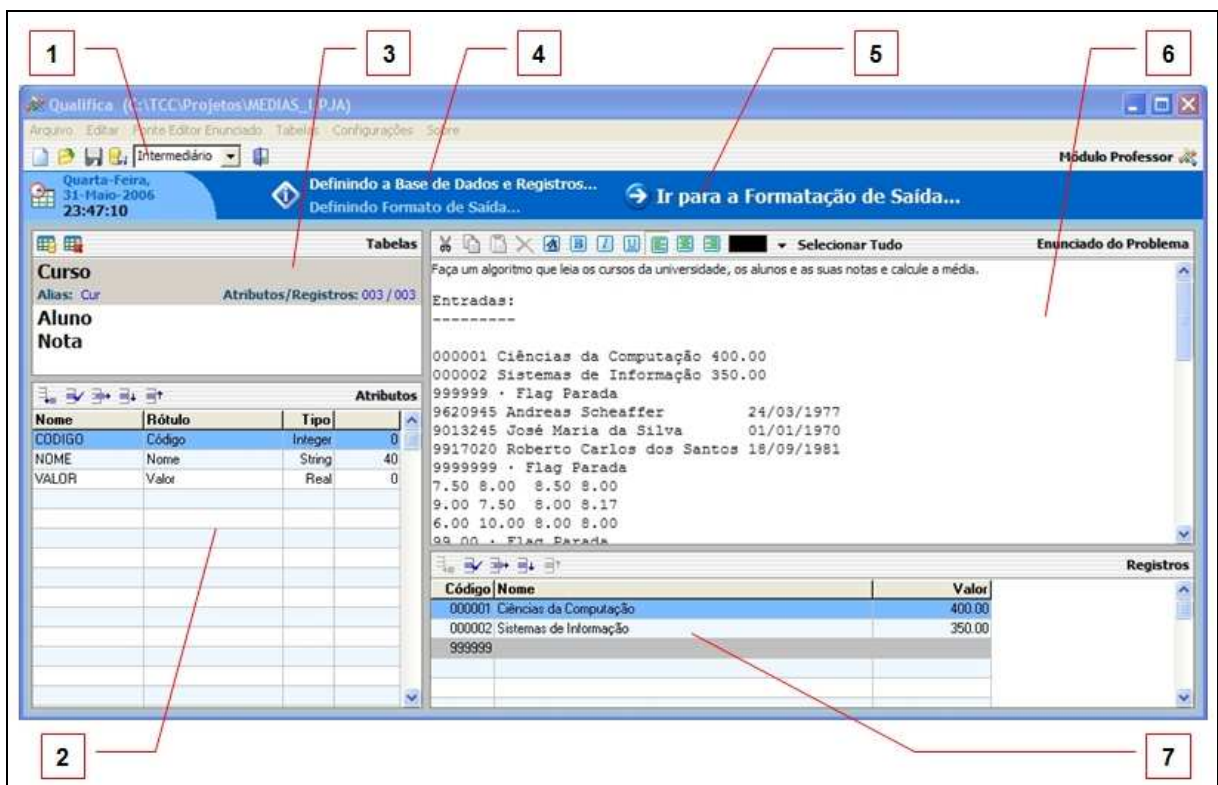 1
3
4
5
6
Qualifica (C:\TCC\Projetos\MEDIAS_I.PJA)
Arquivo Editar Fonte Editor Enunciado Tabelas Configurações Sobre
Intermediário
Módulo Professor
Quarta-Feira,
31-Maio-2006
23:47:10
Definindo a Base de Dados e Registros...
Definindo Formato de Saída...
Ir para a Formatação de Saída...
Tabelas
Curso
Alias: Cur Atributos/Registros: 003 / 003
Aluno
Nota
Atributos
Nome Rótulo Tipo
CODIGO Código Integer 0
NOME Nome String 40
VALOR Valor Real 0
Selecionar Tudo
Enunciado do Problema
Faça um algoritmo que leia os cursos da universidade, os alunos e as suas notas e calcule a média.
Entradas:
---------
000001 Ciências da Computação 400.00
000002 Sistemas de Informação 350.00
999999 · Flag Parada
9620945 Andreas Scheaffer 24/03/1977
9013245 José Maria da Silva 01/01/1970
9917020 Roberto Carlos dos Santos 18/09/1981
9999999 · Flag Parada
7.50 8.00 8.50 8.00
9.00 7.50 8.00 8.17
6.00 10.00 8.00 8.00
99.00 · Flag Parada
Registros
Código Nome Valor
000001 Ciências da Computação 400.00
000002 Sistemas de Informação 350.00
999999
2
7